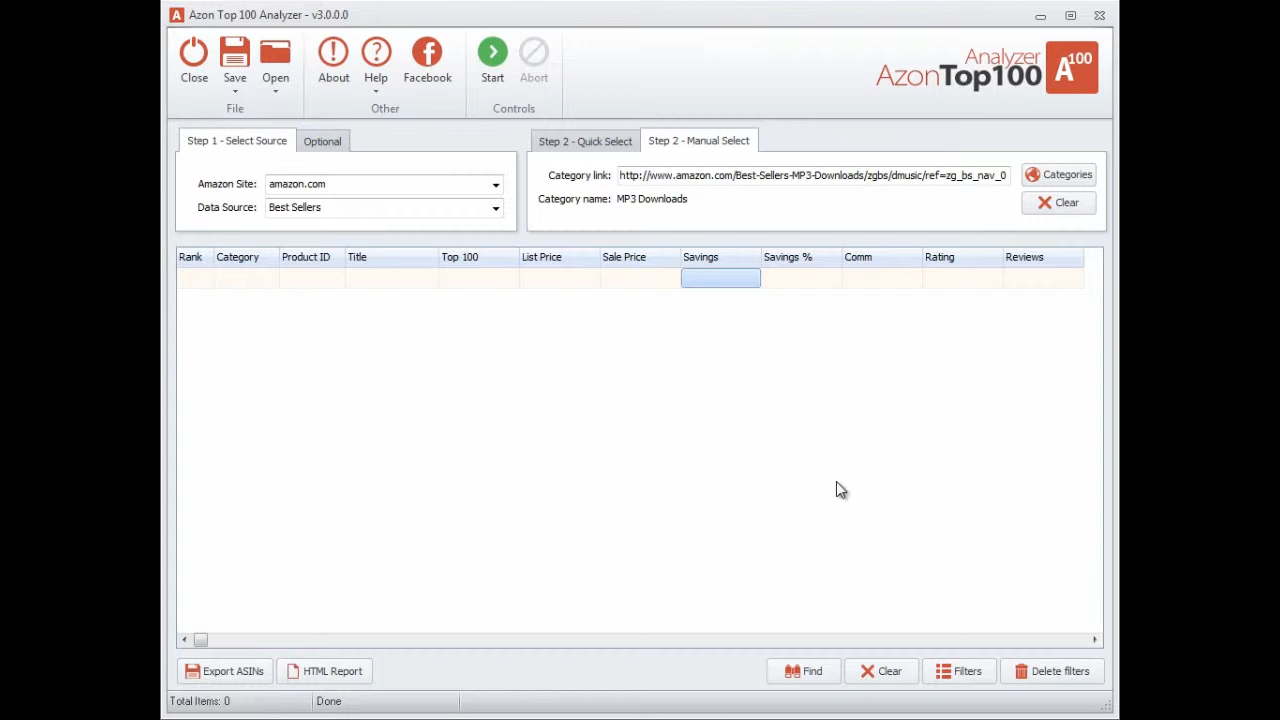 Azon Top 100 Analyzer - v3.0.0.0
Close Save Open About Help Facebook Start Abort
File Other Controls
Analyzer
AzonTop100
A100
Step 1 - Select Source Optional Step 2 - Quick Select Step 2 - Manual Select
Amazon Site: amazon.com
Data Source: Best Sellers
Category link: http://www.amazon.com/Best-Sellers-MP3-Downloads/zgbs/dmusic/ref=zg_bs_nav_0 Categories
Category name: MP3 Downloads Clear
Rank Category Product ID Title Top 100 List Price Sale Price Savings Savings % Comm Rating Reviews
Export ASINs HTML Report Find Clear Filters Delete filters
Total Items: 0 Done